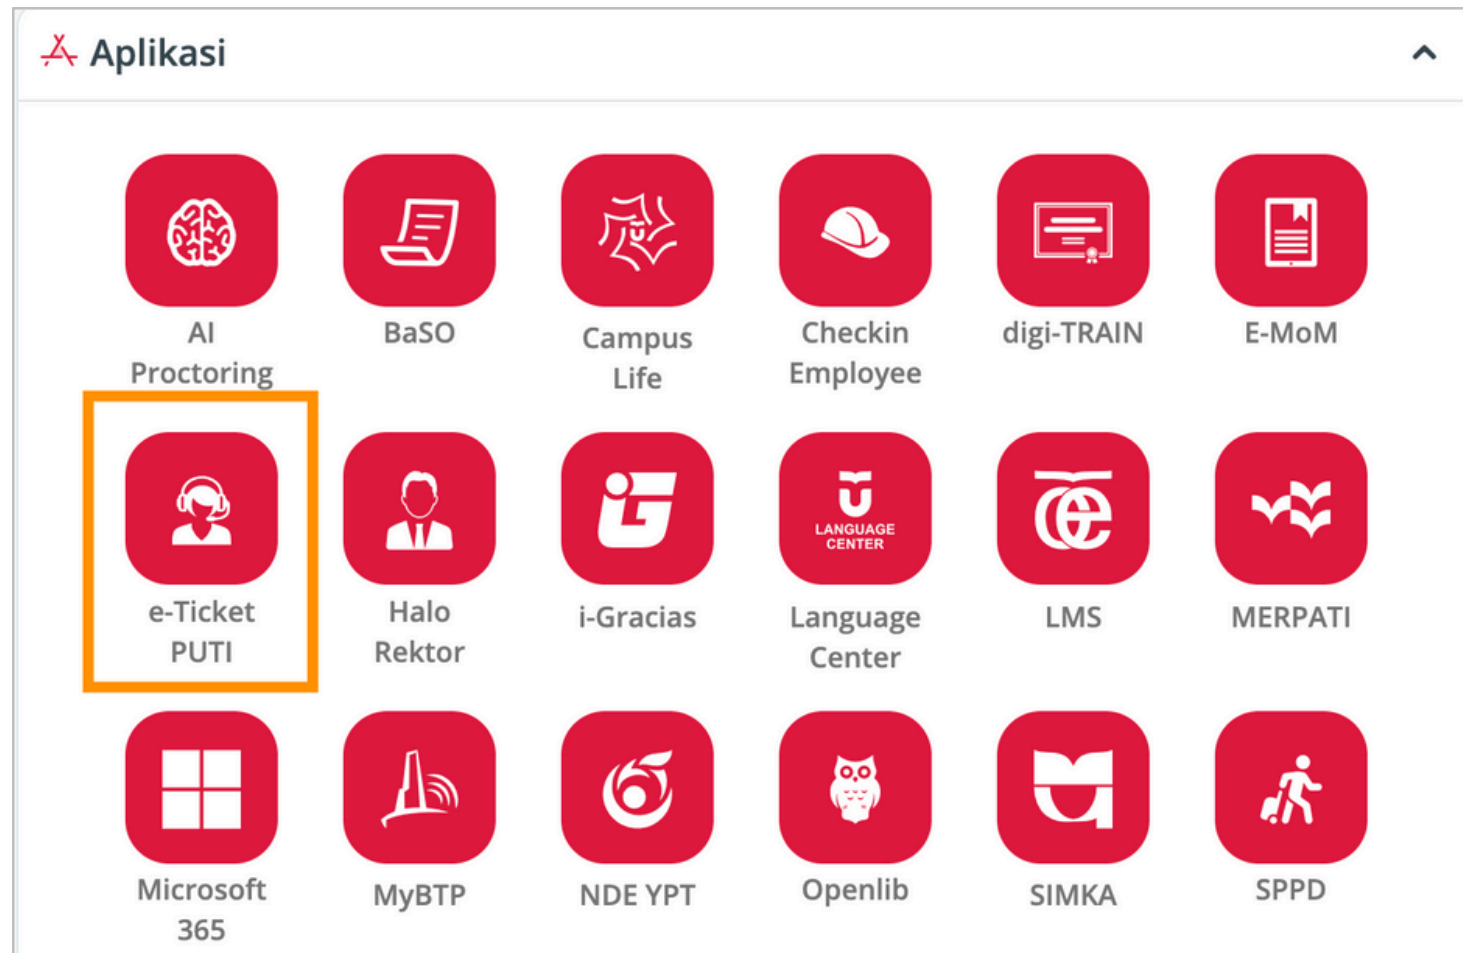 Aplikasi
AI
Proctoring
BaSO
Campus
Life
Checkin
Employee
digi-TRAIN
E-MoM
e-Ticket
PUTI
Halo
Rektor
i-Gracias
LANGUAGE
CENTER
Language
Center
LMS
MERPATI
Microsoft
365
MyBTP
NDE YPT
Openlib
SIMKA
SPPD